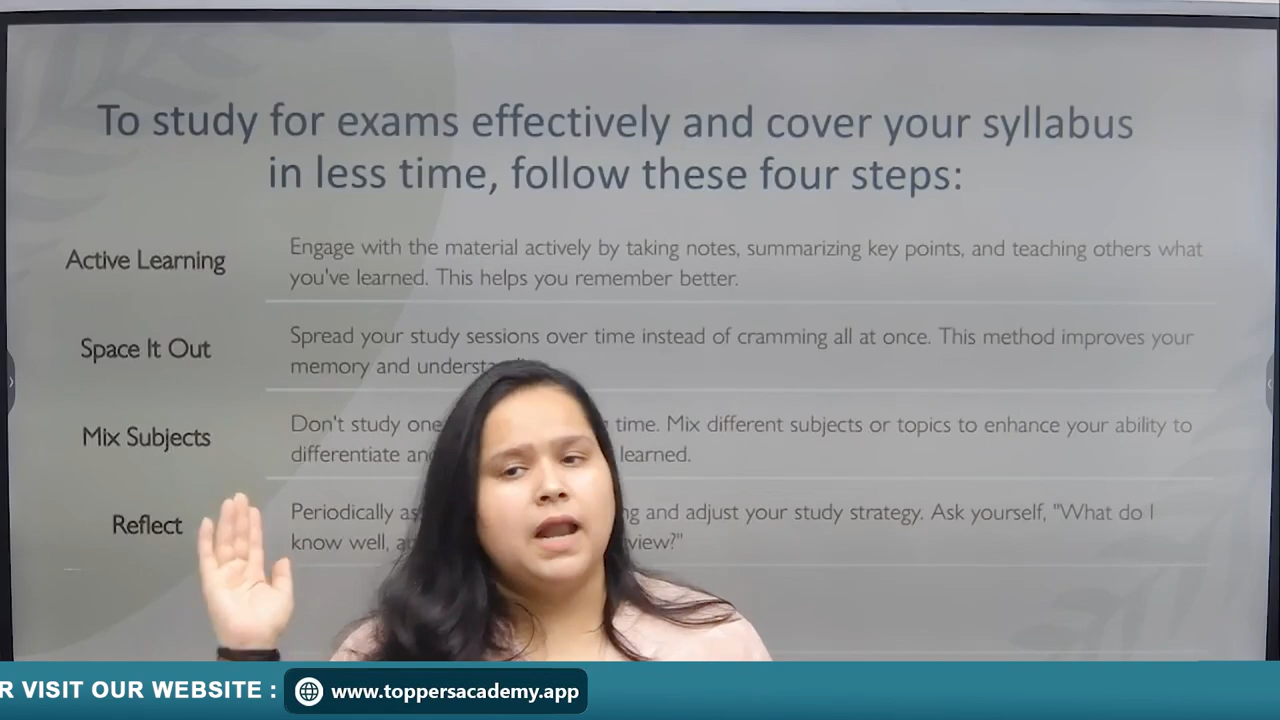 To study for exams effectively and cover your syllabus
in less time, follow these four steps:
Active Learning
Engage with the material actively by taking notes, summarizing key points, and teaching others what
you've learned. This helps you remember better.
Space It Out
Spread your study sessions over time instead of cramming all at once. This method improves your
memory and
Mix Subjects
Don't study one time. Mix different subjects or topics to enhance your ability to
differentiate learned.
Reflect
Periodically and adjust your study strategy. Ask yourself, "What do I
know well,
R VISIT OUR WEBSITE :
www.toppersacademy.app